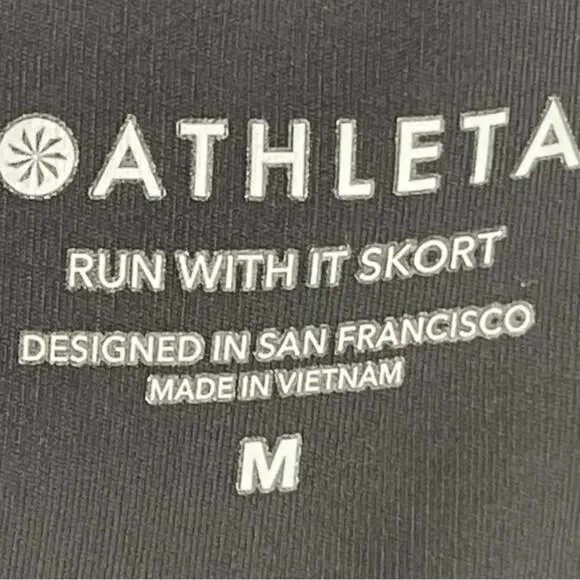 ATHLETA
RUN WITH IT SKORT
DESIGNED IN SAN FRANCISCO
MADE IN VIETNAM
M